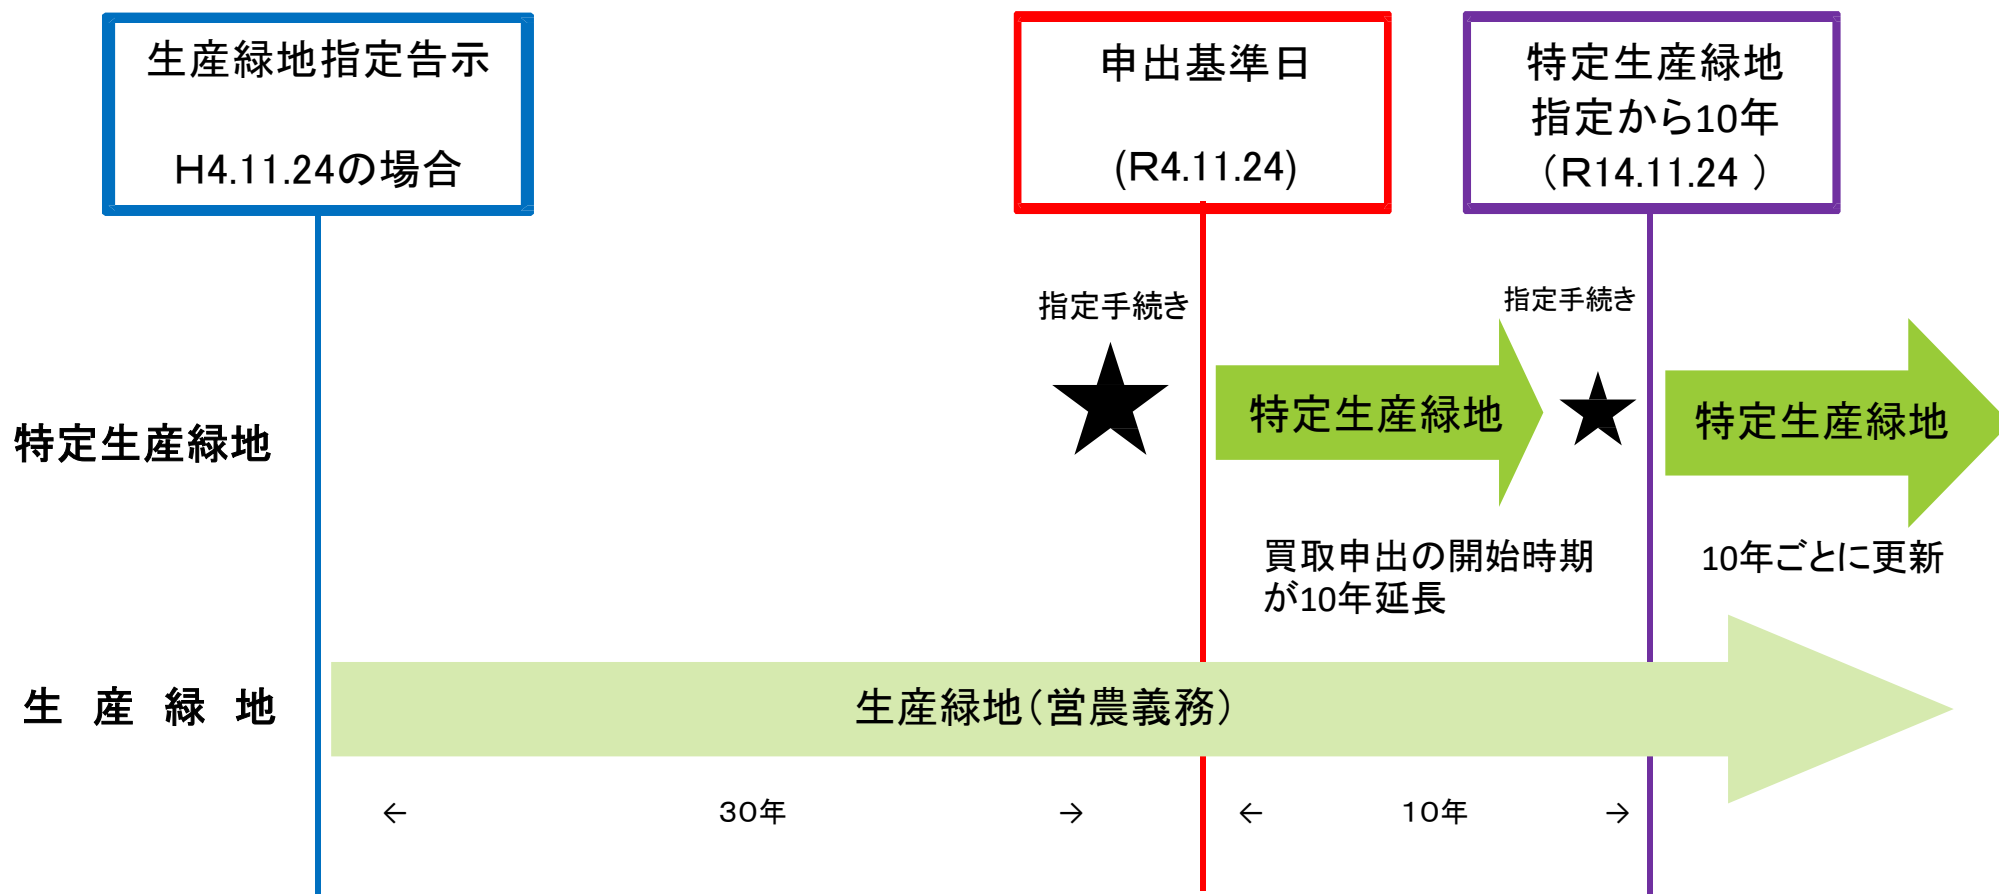 生産緑地指定告示
H4.11.24の場合
申出基準日
(R4.11.24)
特定生産緑地
指定から10年
（R14.11.24 ）
指定手続き
指定手続き
特定生産緑地
特定生産緑地
特定生産緑地
買取申出の開始時期
が10年延長
10年ごとに更新
生 産 緑 地
生産緑地（営農義務）
← 30年 →
← 10年 →